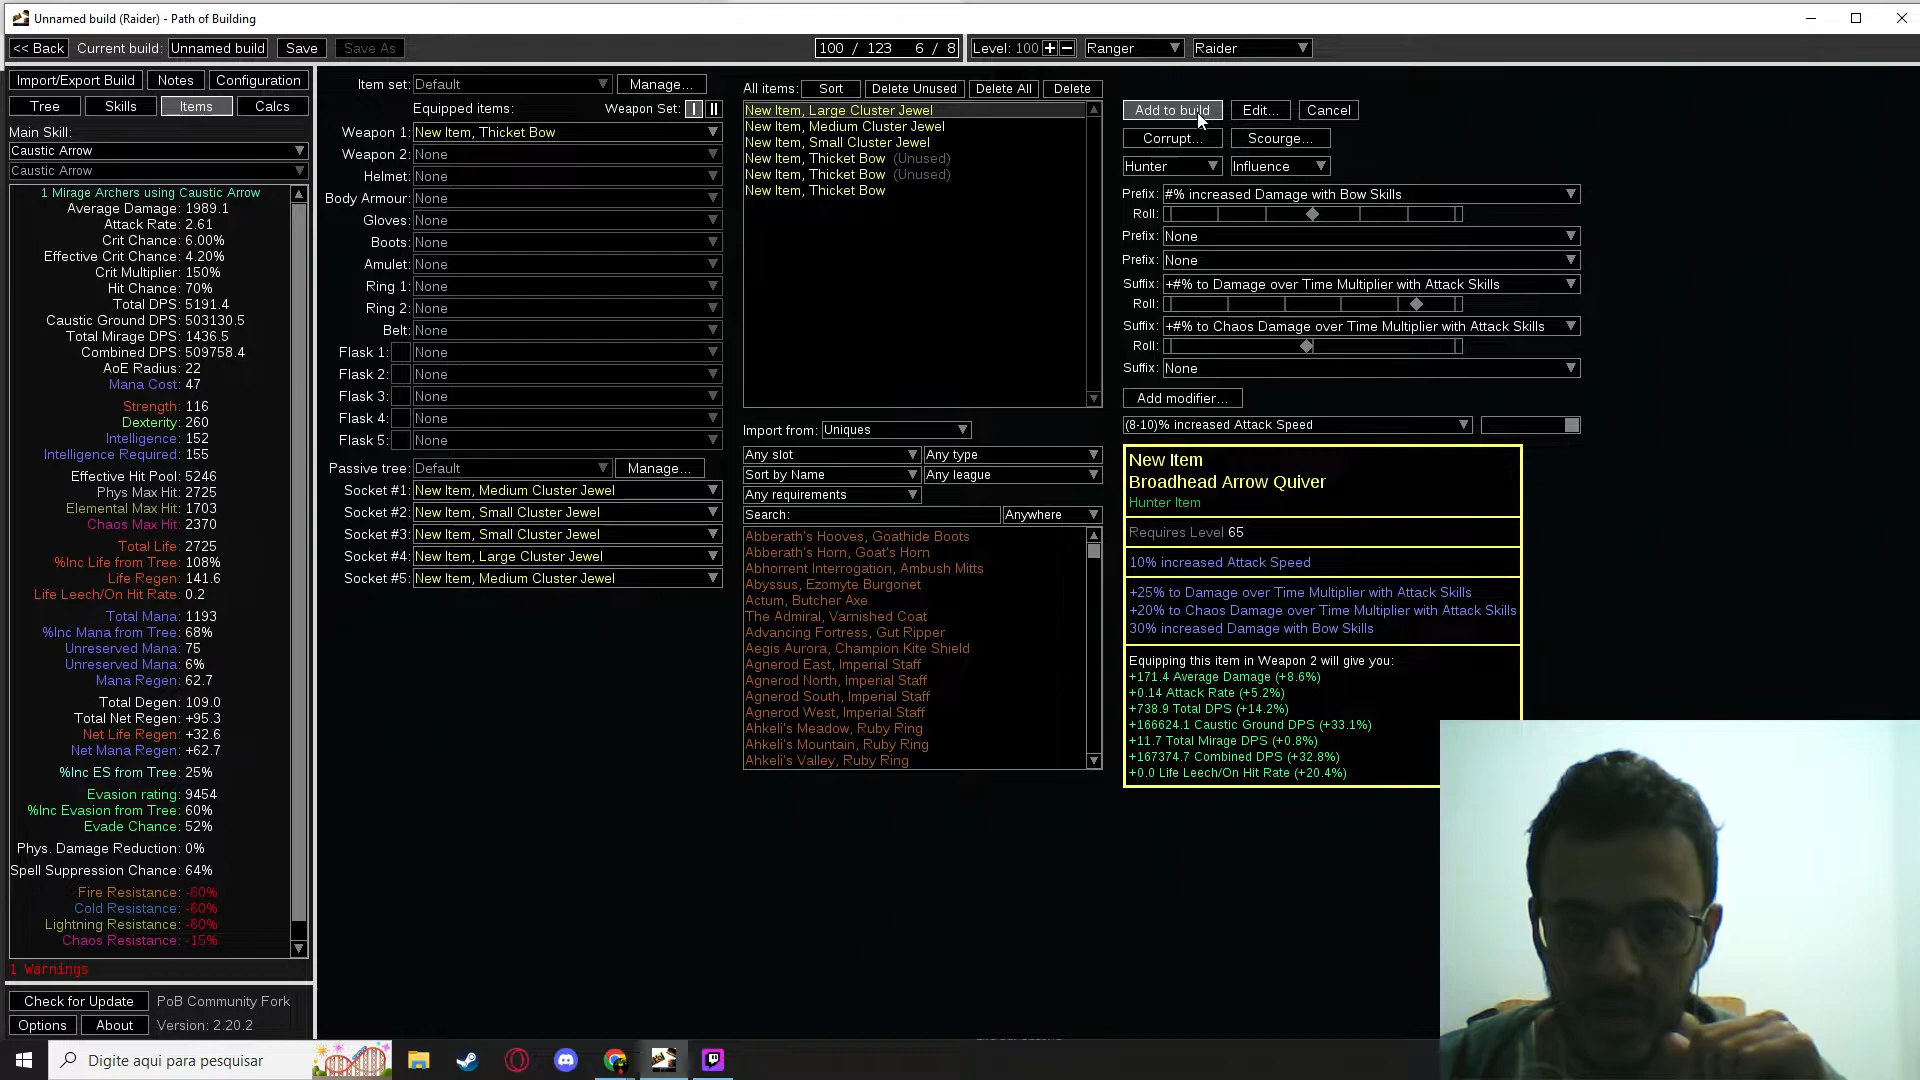 Unnamed build (Raider) - Path of Building
<< Back
Current build:
Unnamed build
Save
Save As
100 / 123 6 / 8
Level: 100
Ranger
Raider
Import/Export Build
Notes
Configuration
Tree
Skills
Items
Calcs
Main Skill:
Caustic Arrow
Caustic Arrow
1 Mirage Archers using Caustic Arrow
Average Damage: 1989.1
Attack Rate: 2.61
Crit Chance: 6.00%
Effective Crit Chance: 4.20%
Crit Multiplier: 150%
Hit Chance: 70%
Total DPS: 5191.4
Caustic Ground DPS: 503130.5
Total Mirage DPS: 1436.5
Combined DPS: 509758.4
AoE Radius: 22
Mana Cost: 47
Strength: 116
Dexterity: 260
Intelligence: 152
Intelligence Required: 155
Effective Hit Pool: 5246
Phys Max Hit: 2725
Elemental Max Hit: 1703
Chaos Max Hit: 2370
Total Life: 2725
%Inc Life from Tree: 108%
Life Regen: 141.6
Life Leech/On Hit Rate: 0.2
Total Mana: 1193
%Inc Mana from Tree: 68%
Unreserved Mana: 75
Unreserved Mana: 6%
Mana Regen: 62.7
Total Degen: 109.0
Total Net Regen: +95.3
Net Life Regen: +32.6
Net Mana Regen: +62.7
%Inc ES from Tree: 25%
Evasion rating: 9454
%Inc Evasion from Tree: 60%
Evade Chance: 52%
Phys. Damage Reduction: 0%
Spell Suppression Chance: 64%
Fire Resistance: -60%
Cold Resistance: -60%
Lightning Resistance: -60%
Chaos Resistance: -15%
1 Warnings
Check for Update
PoB Community Fork
Options
About
Version: 2.20.2
Item set: Default
Manage...
Equipped items:
Weapon Set: I II
Weapon 1: New Item, Thicket Bow
Weapon 2: None
Helmet: None
Body Armour: None
Gloves: None
Boots: None
Amulet: None
Ring 1: None
Ring 2: None
Belt: None
Flask 1: None
Flask 2: None
Flask 3: None
Flask 4: None
Flask 5: None
Passive tree: Default
Manage...
Socket #1: New Item, Medium Cluster Jewel
Socket #2: New Item, Small Cluster Jewel
Socket #3: New Item, Small Cluster Jewel
Socket #4: New Item, Large Cluster Jewel
Socket #5: New Item, Medium Cluster Jewel
All items:
Sort
Delete Unused
Delete All
Delete
New Item, Large Cluster Jewel
New Item, Medium Cluster Jewel
New Item, Small Cluster Jewel
New Item, Thicket Bow (Unused)
New Item, Thicket Bow (Unused)
New Item, Thicket Bow
Import from: Uniques
Any slot
Any type
Sort by Name
Any league
Any requirements
Search:
Anywhere
Abberath's Hooves, Goathide Boots
Abberath's Horn, Goat's Horn
Abhorrent Interrogation, Ambush Mitts
Abyssus, Ezomyte Burgonet
Actum, Butcher Axe
The Admiral, Varnished Coat
Advancing Fortress, Gut Ripper
Aegis Aurora, Champion Kite Shield
Agnerod East, Imperial Staff
Agnerod North, Imperial Staff
Agnerod South, Imperial Staff
Agnerod West, Imperial Staff
Ahkeli's Meadow, Ruby Ring
Ahkeli's Mountain, Ruby Ring
Ahkeli's Valley, Ruby Ring
Add to build
Edit...
Cancel
Corrupt...
Scourge...
Hunter
Influence
Prefix: #% increased Damage with Bow Skills
Roll:
Prefix: None
Prefix: None
Suffix: +#% to Damage over Time Multiplier with Attack Skills
Roll:
Suffix: +#% to Chaos Damage over Time Multiplier with Attack Skills
Roll:
Suffix: None
Add modifier...
(8-10)% increased Attack Speed
New Item
Broadhead Arrow Quiver
Hunter Item
Requires Level 65
10% increased Attack Speed
+25% to Damage over Time Multiplier with Attack Skills
+20% to Chaos Damage over Time Multiplier with Attack Skills
30% increased Damage with Bow Skills
Equipping this item in Weapon 2 will give you:
+171.4 Average Damage (+8.6%)
+0.14 Attack Rate (+5.2%)
+738.9 Total DPS (+14.2%)
+166624.1 Caustic Ground DPS (+33.1%)
+11.7 Total Mirage DPS (+0.8%)
+167374.7 Combined DPS (+32.8%)
+0.0 Life Leech/On Hit Rate (+20.4%)
Digite aqui para pesquisar